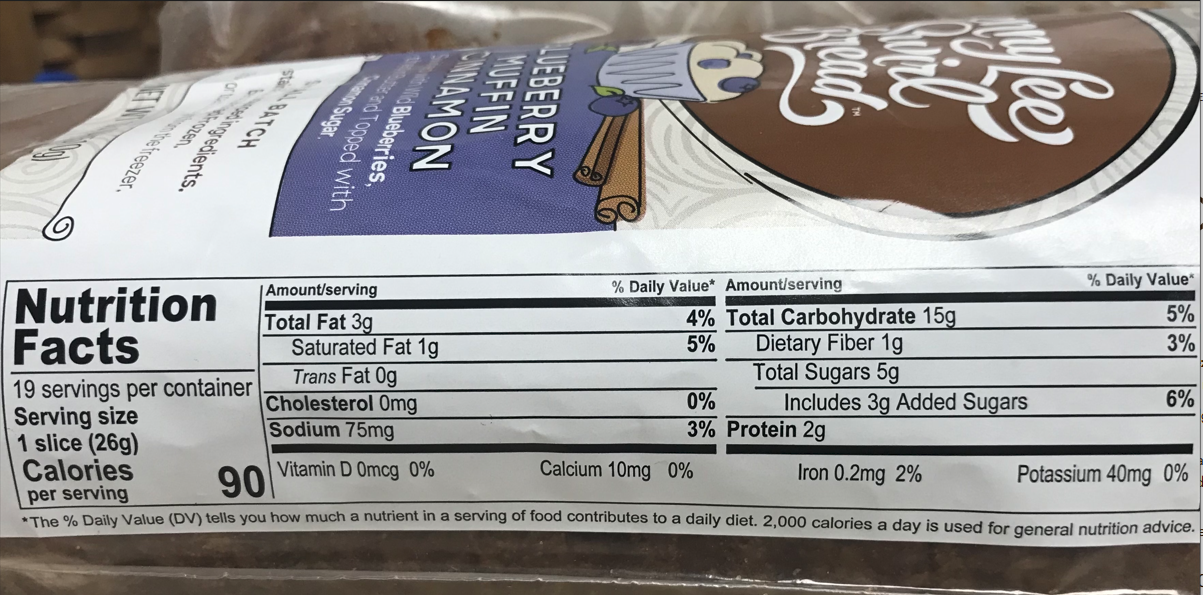 Swirl
Bread™
BLUEBERRY
MUFFIN
CINNAMON
Blueberries,
and Topped with
Cinnamon Sugar.
BATCH
ingredients.
frozen.
the freezer.
Nutrition
Facts
19 servings per container
Serving size
1 slice (26g)
Calories
per serving 90
Amount/serving % Daily Value*
Total Fat 3g 4%
Saturated Fat 1g 5%
Trans Fat 0g
Cholesterol 0mg 0%
Sodium 75mg 3%
Amount/serving % Daily Value*
Total Carbohydrate 15g 5%
Dietary Fiber 1g 3%
Total Sugars 5g
Includes 3g Added Sugars 6%
Protein 2g
Vitamin D 0mcg 0% Calcium 10mg 0% Iron 0.2mg 2% Potassium 40mg 0%
*The % Daily Value (DV) tells you how much a nutrient in a serving of food contributes to a daily diet. 2,000 calories a day is used for general nutrition advice.